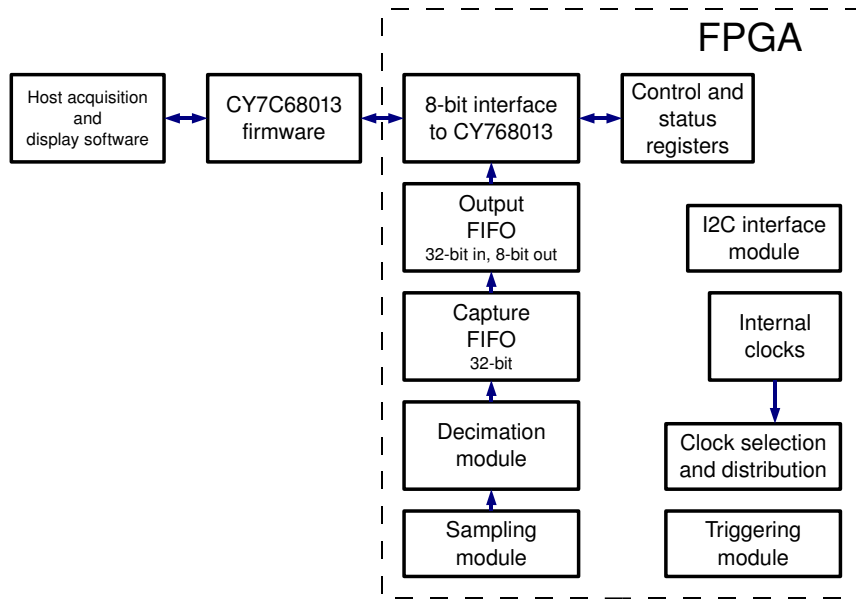 FPGA
Host acquisition
and
display software
CY7C68013
firmware
8-bit interface
to CY768013
Control and
status
registers
Output
FIFO
32-bit in, 8-bit out
I2C interface
module
Capture
FIFO
32-bit
Internal
clocks
Decimation
module
Clock selection
and distribution
Sampling
module
Triggering
module